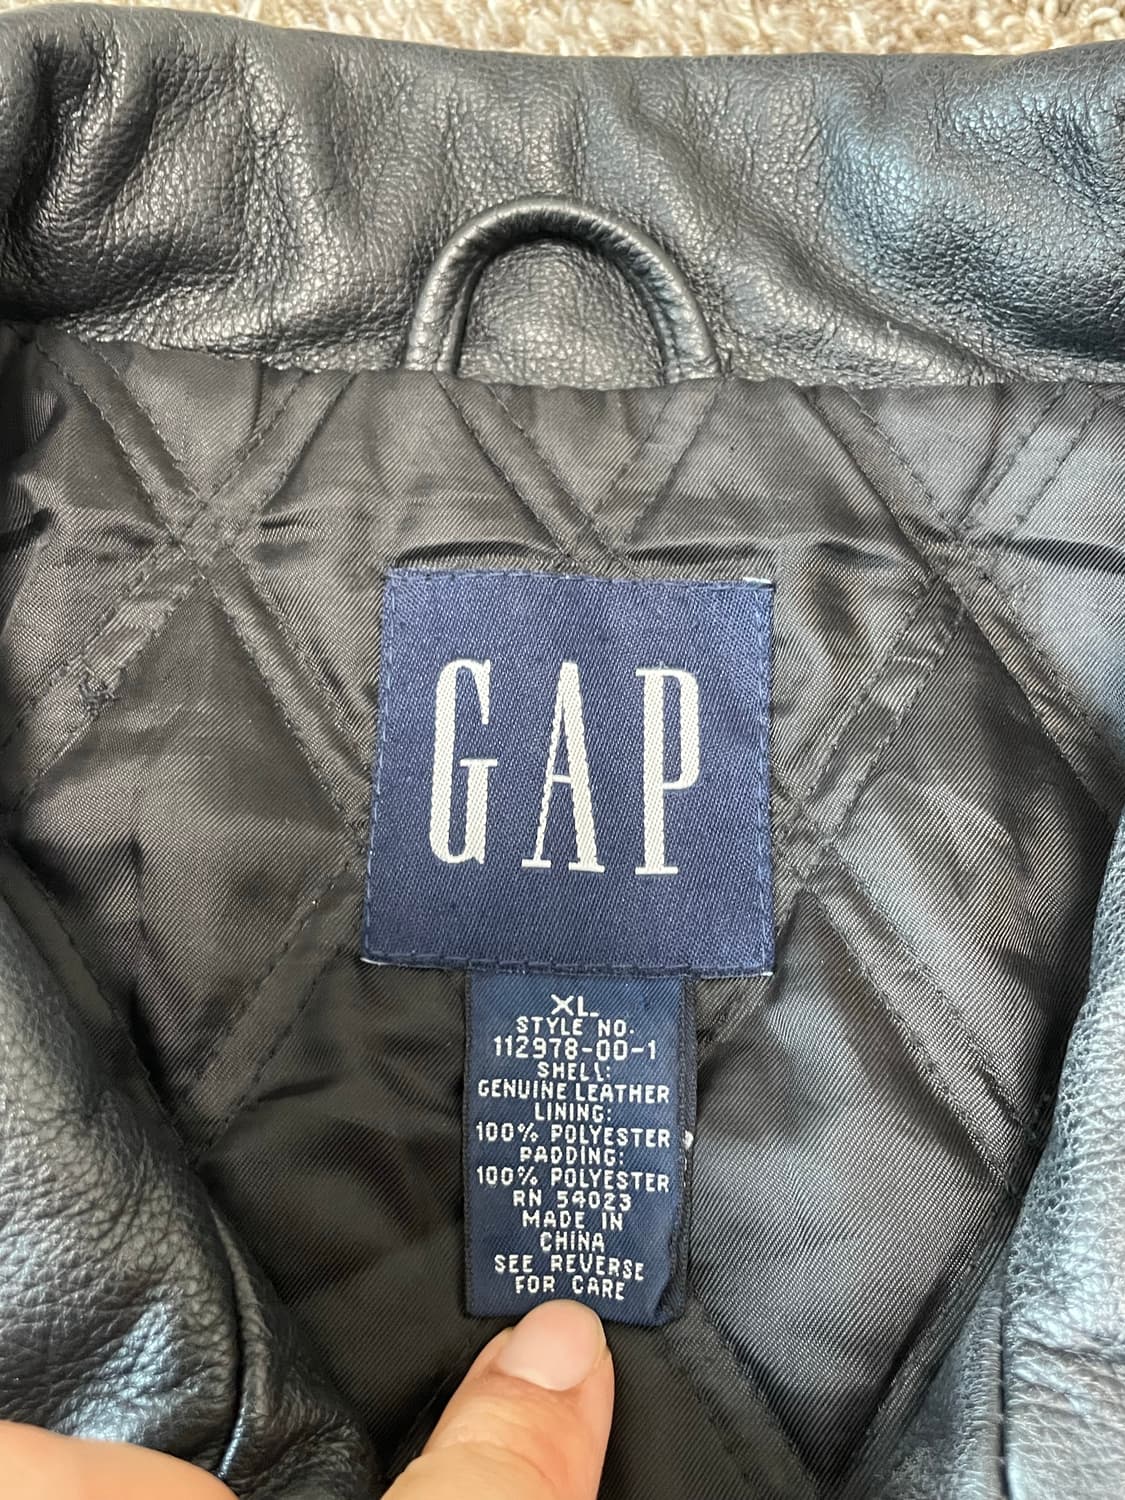 GAP
XL
STYLE NO.
112978-00-1
SHELL:
GENUINE LEATHER
LINING:
100% POLYESTER
PADDING:
100% POLYESTER
RN 54023
MADE IN
CHINA
SEE REVERSE
FOR CARE